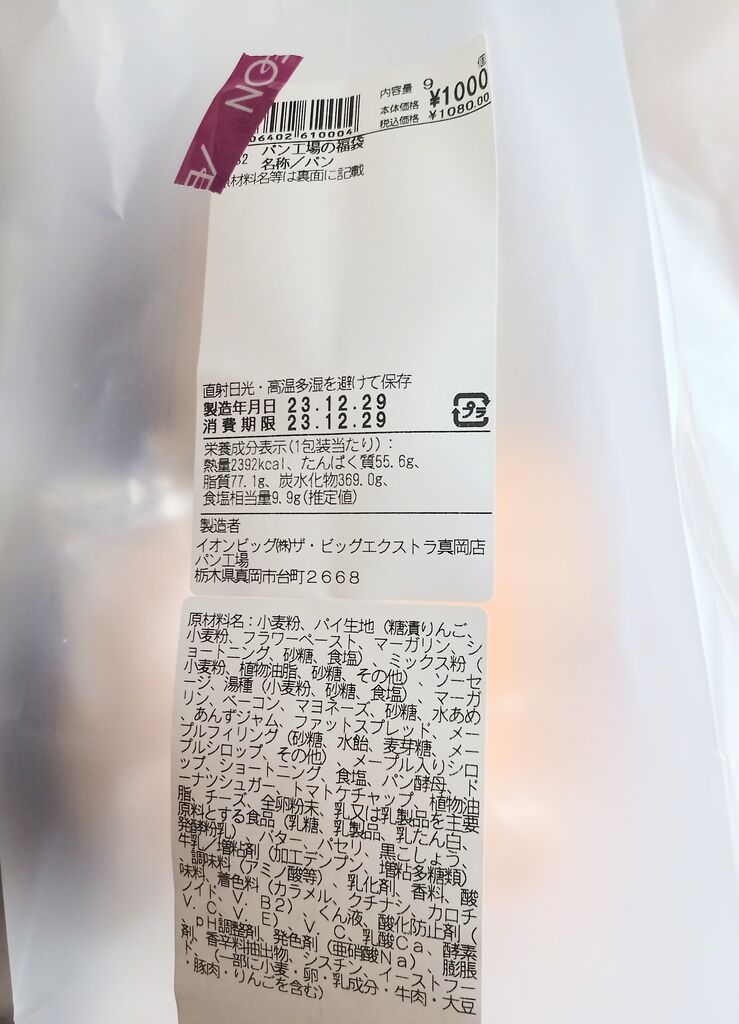 内容量 9 個
本体価格 ¥1000
税込価格 ¥1080.00
06402 610004
パン工場の福袋
名称／パン
原材料名等は裏面に記載
直射日光・高温多湿を避けて保存
製造年月日 23.12.29
消費期限 23.12.29
プラ
栄養成分表示(1包装当たり)：
熱量2392kcal、たんぱく質55.6g、
脂質77.1g、炭水化物369.0g、
食塩相当量9.9g(推定値)
製造者
イオンビッグ㈱ザ・ビッグエクストラ真岡店
パン工場
栃木県真岡市台町２６６８
原材料名：小麦粉、パイ生地（糖漬りんご、
小麦粉、フラワーペースト、マーガリン、シ
ョートニング、砂糖、食塩）、ミックス粉（
小麦粉、植物油脂、砂糖、その他）、ソーセ
ージ、湯種（小麦粉、砂糖、食塩）、マーガ
リン、ベーコン、マヨネーズ、砂糖、水あめ
、あんずジャム、ファットスプレッド、メー
プルフィリング（砂糖、水飴、麦芽糖、メー
プルシロップ、その他）、メープル入りシロ
ップ、ショートニング、食塩、パン酵母、ド
ーナツシュガー、トマトケチャップ、植物油
脂、チーズ、全卵粉末、乳又は乳製品を主要
原料とする食品（乳糖、乳製品、乳たん白、
発酵粉乳）、バター、パセリ、黒こしょう、
牛乳／増粘剤（加工デンプン、増粘多糖類）
、調味料（アミノ酸等）、乳化剤、香料、酸
味料、着色料（カラメル、クチナシ、カロチ
ノイド、Ｖ．Ｂ２）、くん液、酸化防止剤（
Ｖ．Ｃ、Ｖ．Ｅ）、Ｖ．Ｃ、乳酸Ｃａ、酵素
、ｐＨ調整剤、発色剤（亜硝酸Ｎａ）、膨脹
剤、香辛料抽出物、シスチン、イーストフー
ド、（一部に小麦・卵・乳成分・牛肉・大豆
・豚肉・りんごを含む）